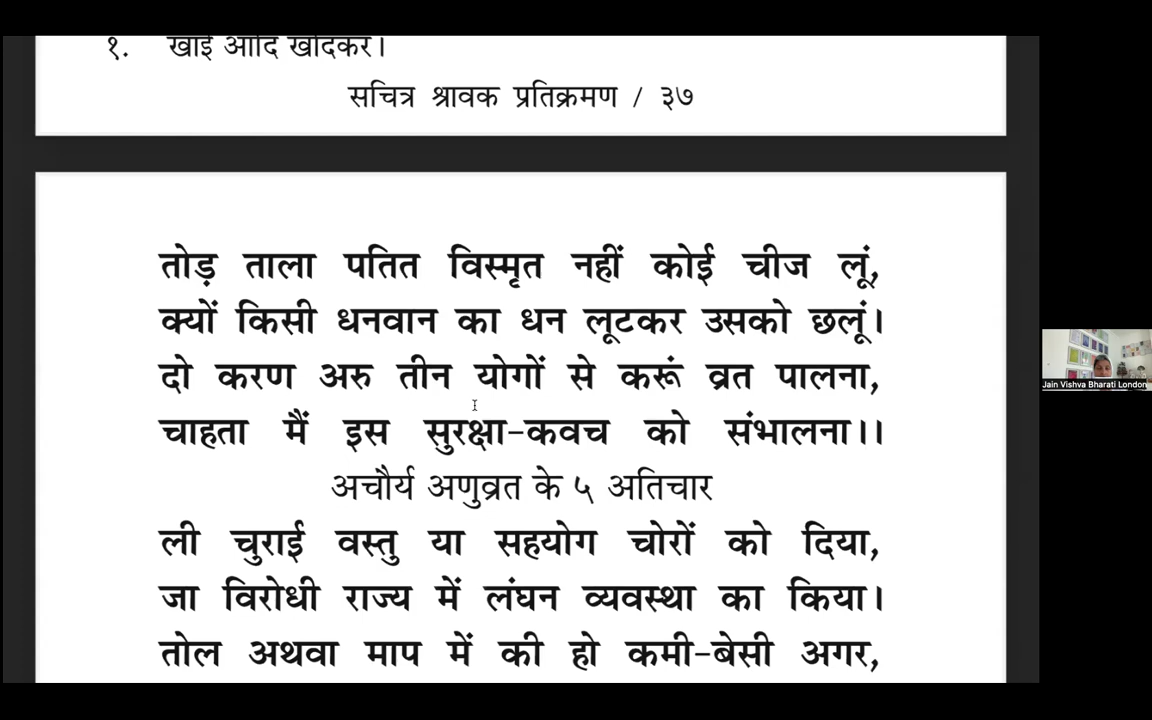 १. खाई आदि खोदकर।
सचित्र श्रावक प्रतिक्रमण / ३७
तोड़ ताला पतित विस्मृत नहीं कोई चीज लूं,
क्यों किसी धनवान का धन लूटकर उसको छलूं।
दो करण अरु तीन योगों से करूं व्रत पालना,
चाहता मैं इस सुरक्षा-कवच को संभालना।।
अचौर्य अणुव्रत के ५ अतिचार
ली चुराई वस्तु या सहयोग चोरों को दिया,
जा विरोधी राज्य में लंघन व्यवस्था का किया।
तोल अथवा माप में की हो कमी-बेसी अगर,
Jain Vishva Bharati London